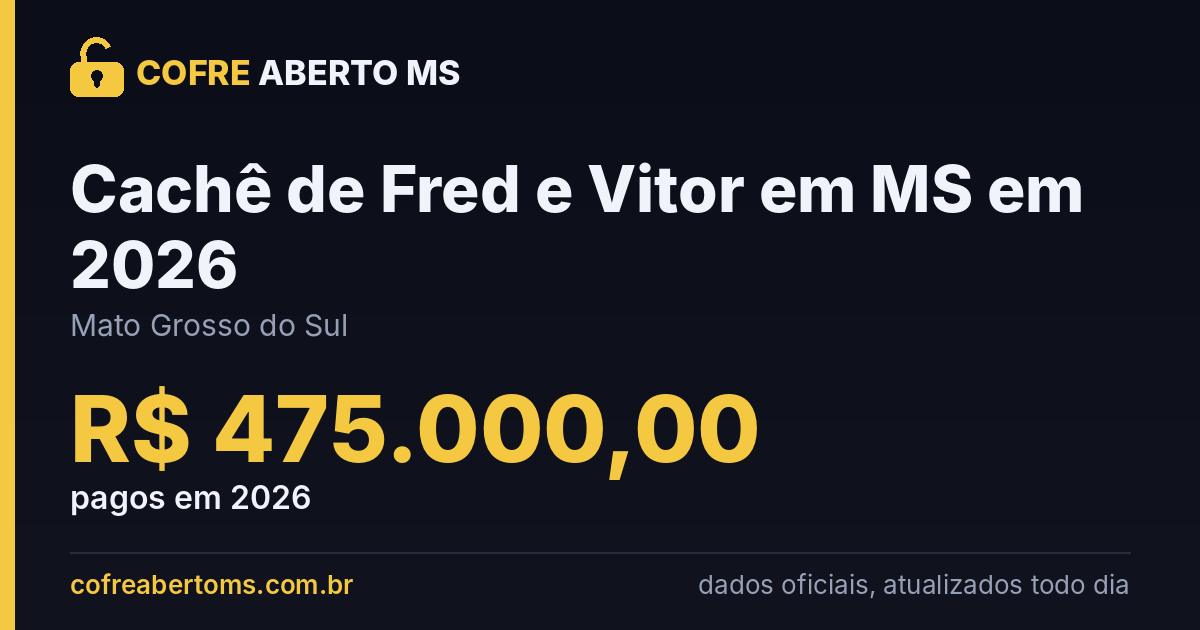 COFRE ABERTO MS
Cachê de Fred e Vitor em MS em
2026
Mato Grosso do Sul
R$ 475.000,00
pagos em 2026
cofreabertoms.com.br
dados oficiais, atualizados todo dia